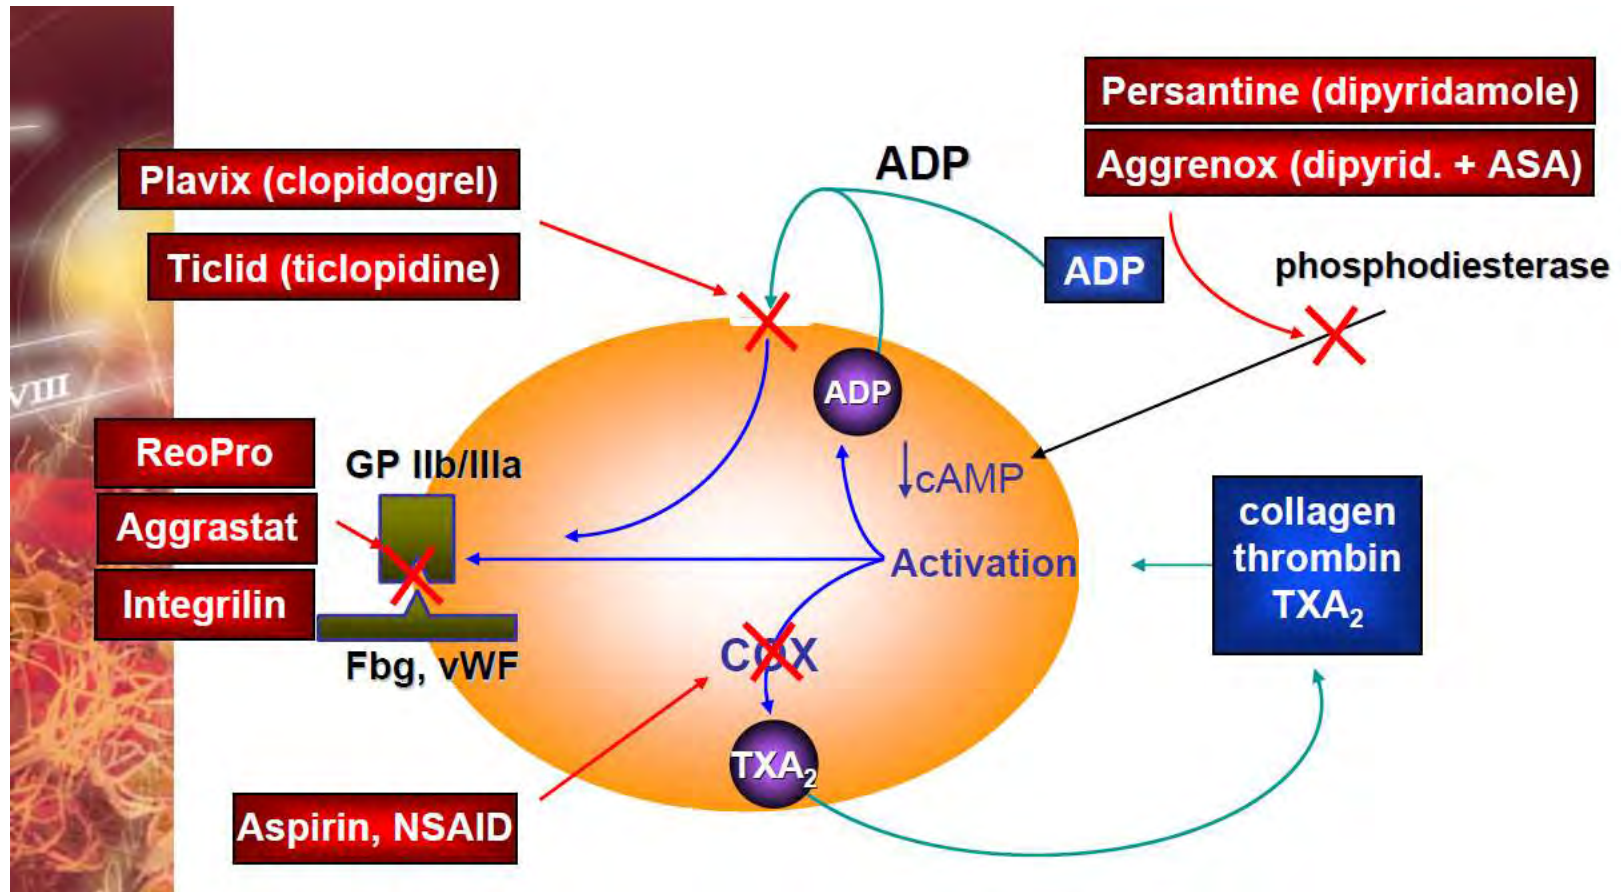 Persantine (dipyridamole)
Aggrenox (dipyrid. + ASA)
ADP
Plavix (clopidogrel)
Ticlid (ticlopidine)
ADP
phosphodiesterase
VIII
ADP
ReoPro
GP IIb/IIIa
cAMP
Aggrastat
collagen
thrombin
TXA2
Activation
Integrilin
COX
Fbg, vWF
TXA2
Aspirin, NSAID